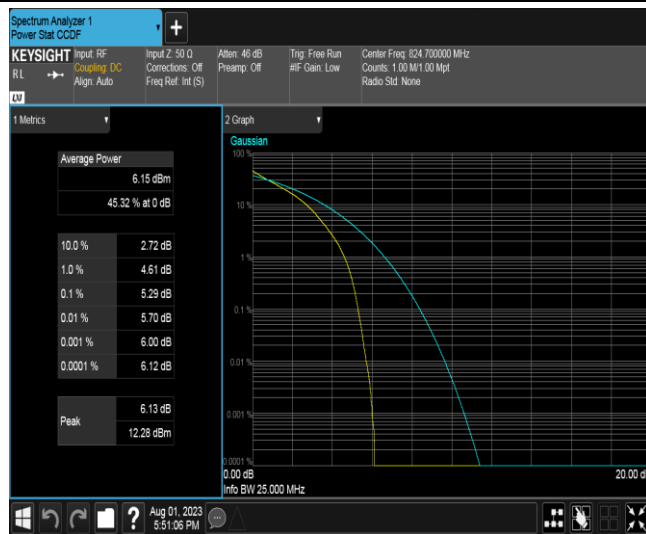 Spectrum Analyzer 1
Power Stat CCDF
+
KEYSIGHT
RL
LXI
Input: RF
Coupling: DC
Align: Auto
Input Z: 50 Ω
Corrections: Off
Freq Ref: Int (S)
Atten: 46 dB
Preamp: Off
Trig: Free Run
#IF Gain: Low
Center Freq: 824.700000 MHz
Counts: 1.00 M/1.00 Mpt
Radio Std: None
1 Metrics
Average Power
6.15 dBm
45.32 % at 0 dB
10.0 % 2.72 dB
1.0 % 4.61 dB
0.1 % 5.29 dB
0.01 % 5.70 dB
0.001 % 6.00 dB
0.0001 % 6.12 dB
Peak
6.13 dB
12.28 dBm
2 Graph
Gaussian
100 %
10 %
1 %
0.1 %
0.01 %
0.001 %
0.0001 %
0.00 dB
20.00 d
Info BW 25.000 MHz
?
Aug 01, 2023
5:51:06 PM